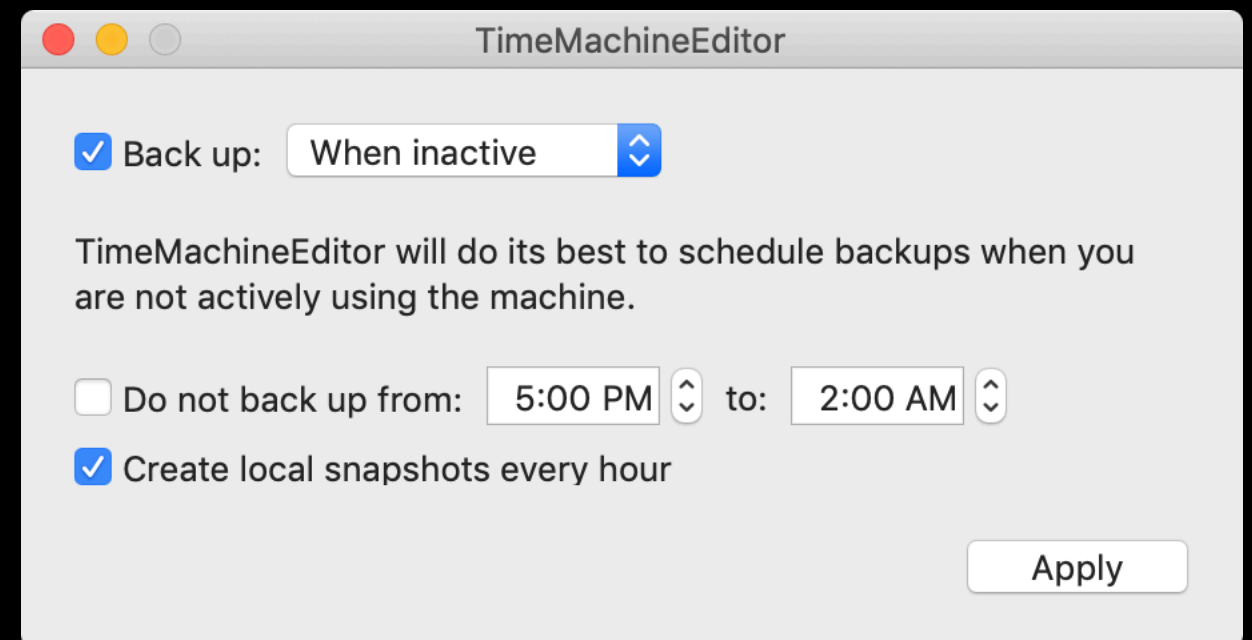 TimeMachineEditor
Back up: When inactive
TimeMachineEditor will do its best to schedule backups when you
are not actively using the machine.
Do not back up from: 5:00 PM to: 2:00 AM
Create local snapshots every hour
Apply